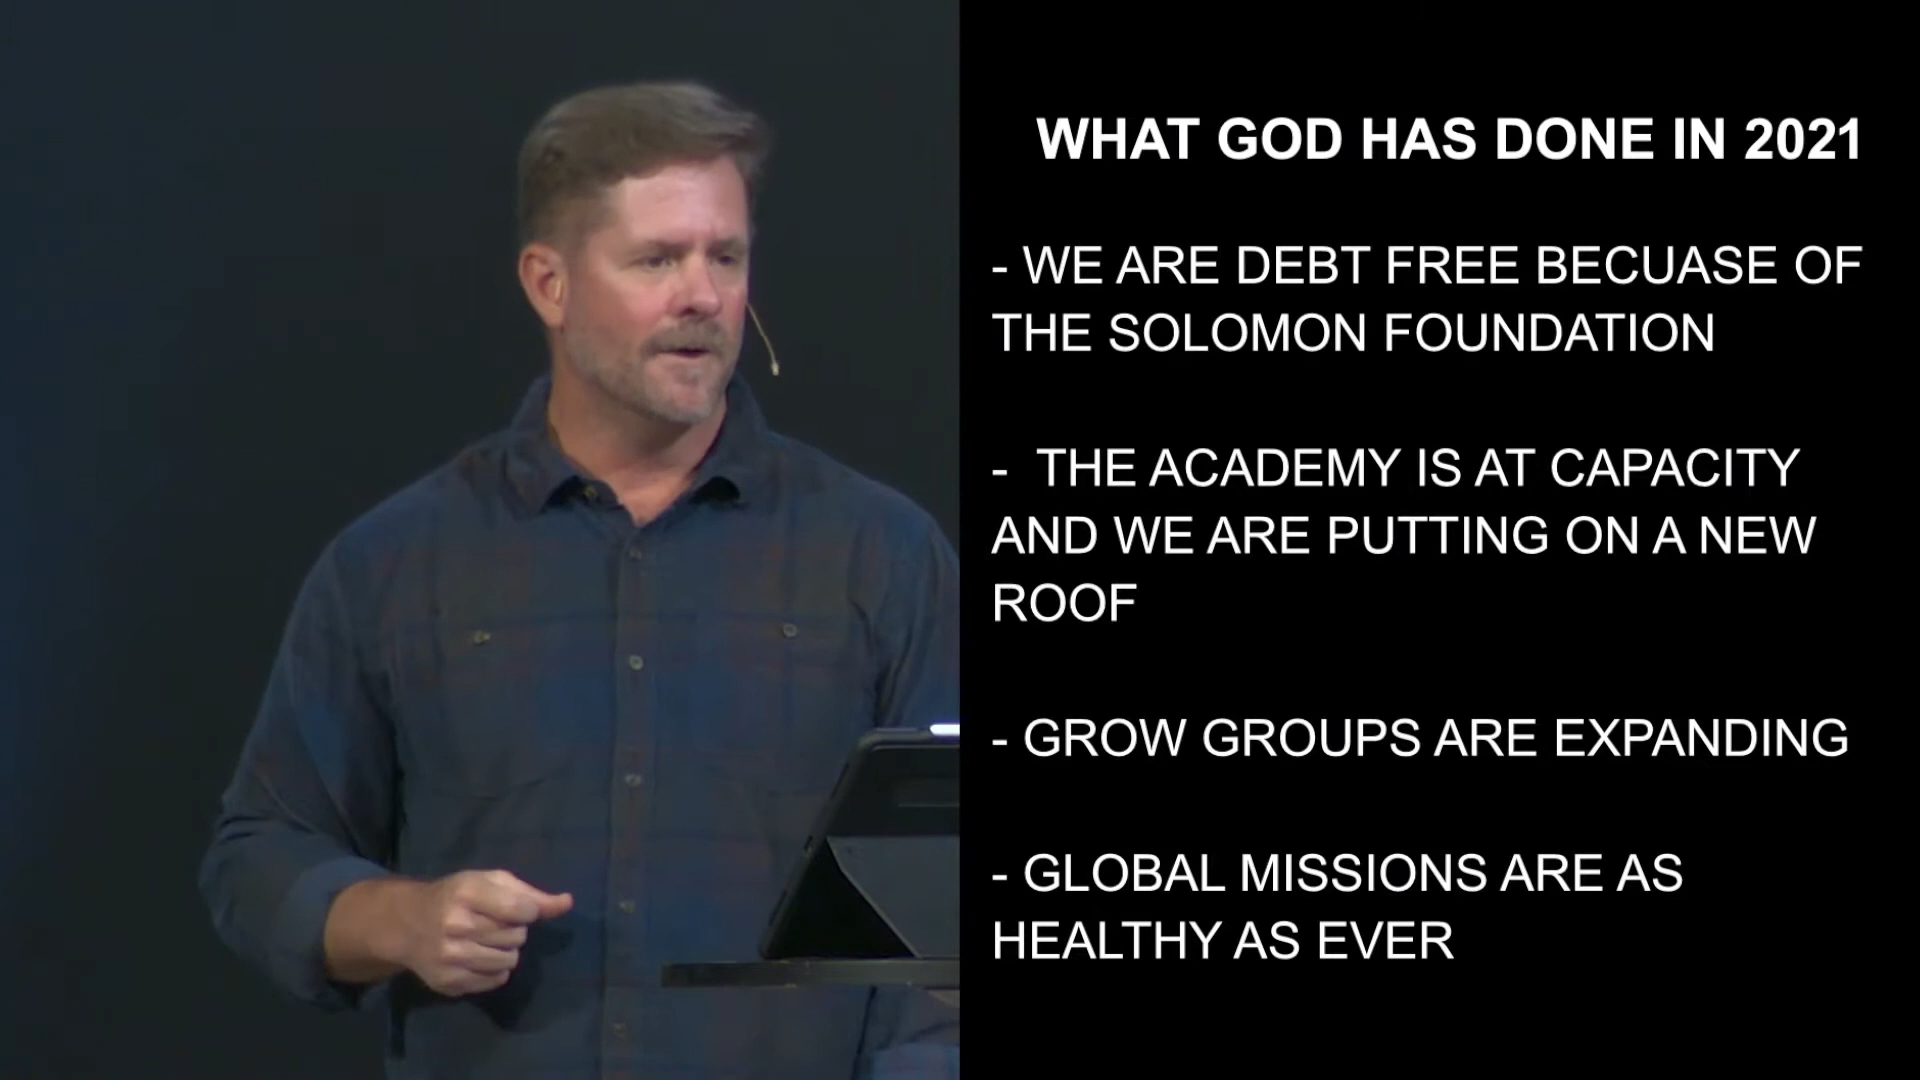 WHAT GOD HAS DONE IN 2021
- WE ARE DEBT FREE BECUASE OF
THE SOLOMON FOUNDATION
- THE ACADEMY IS AT CAPACITY
AND WE ARE PUTTING ON A NEW
ROOF
- GROW GROUPS ARE EXPANDING
- GLOBAL MISSIONS ARE AS
HEALTHY AS EVER